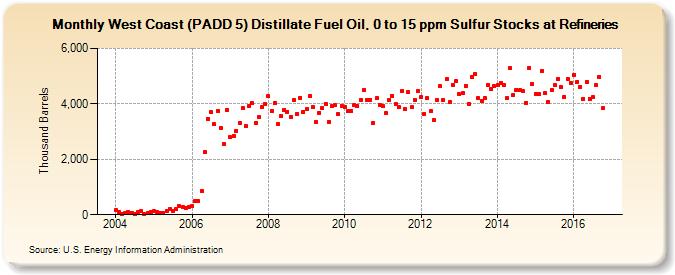 Monthly West Coast (PADD 5) Distillate Fuel Oil, 0 to 15 ppm Sulfur Stocks at Refineries
Thousand Barrels
6,000
4,000
2,000
0
2004 2006 2008 2010 2012 2014 2016
Source: U.S. Energy Information Administration